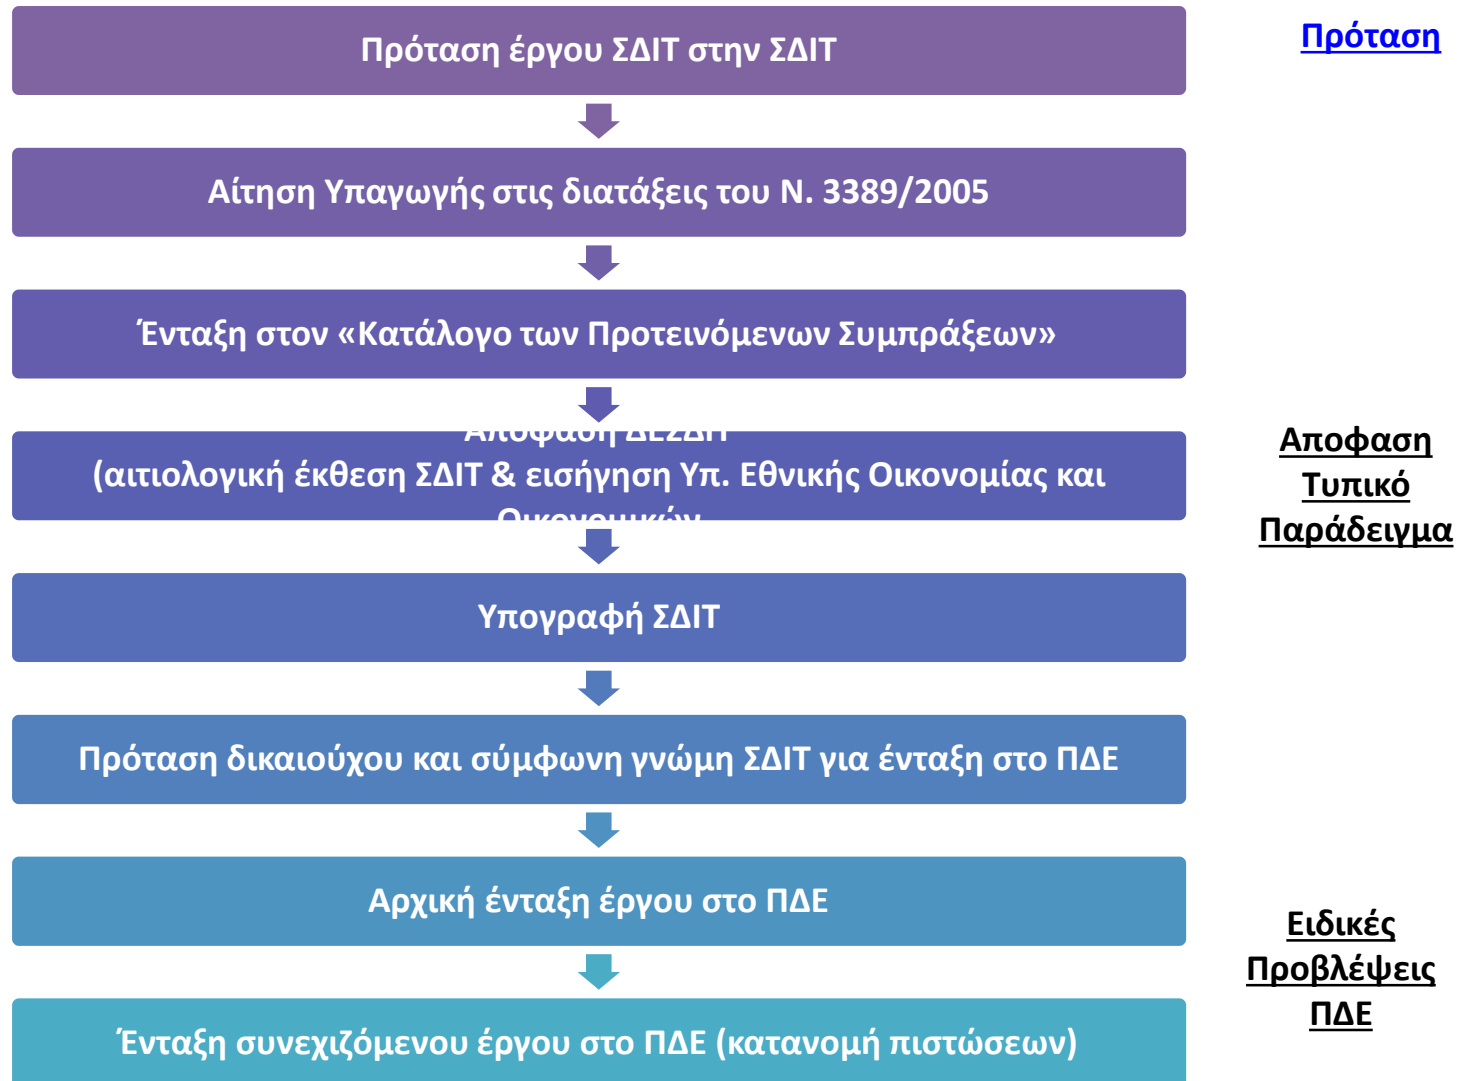 Πρόταση έργου ΣΔΙΤ στην ΣΔΙΤ
Πρόταση
Αίτηση Υπαγωγής στις διατάξεις του Ν. 3389/2005
Ένταξη στον «Κατάλογο των Προτεινόμενων Συμπράξεων»
Απόφαση ΔΕΣΔΙΤ
(αιτιολογική έκθεση ΣΔΙΤ & εισήγηση Υπ. Εθνικής Οικονομίας και
Οικονομικών
Αποφαση
Τυπικό
Παράδειγμα
Υπογραφή ΣΔΙΤ
Πρόταση δικαιούχου και σύμφωνη γνώμη ΣΔΙΤ για ένταξη στο ΠΔΕ
Αρχική ένταξη έργου στο ΠΔΕ
Ειδικές
Προβλέψεις
ΠΔΕ
Ένταξη συνεχιζόμενου έργου στο ΠΔΕ (κατανομή πιστώσεων)